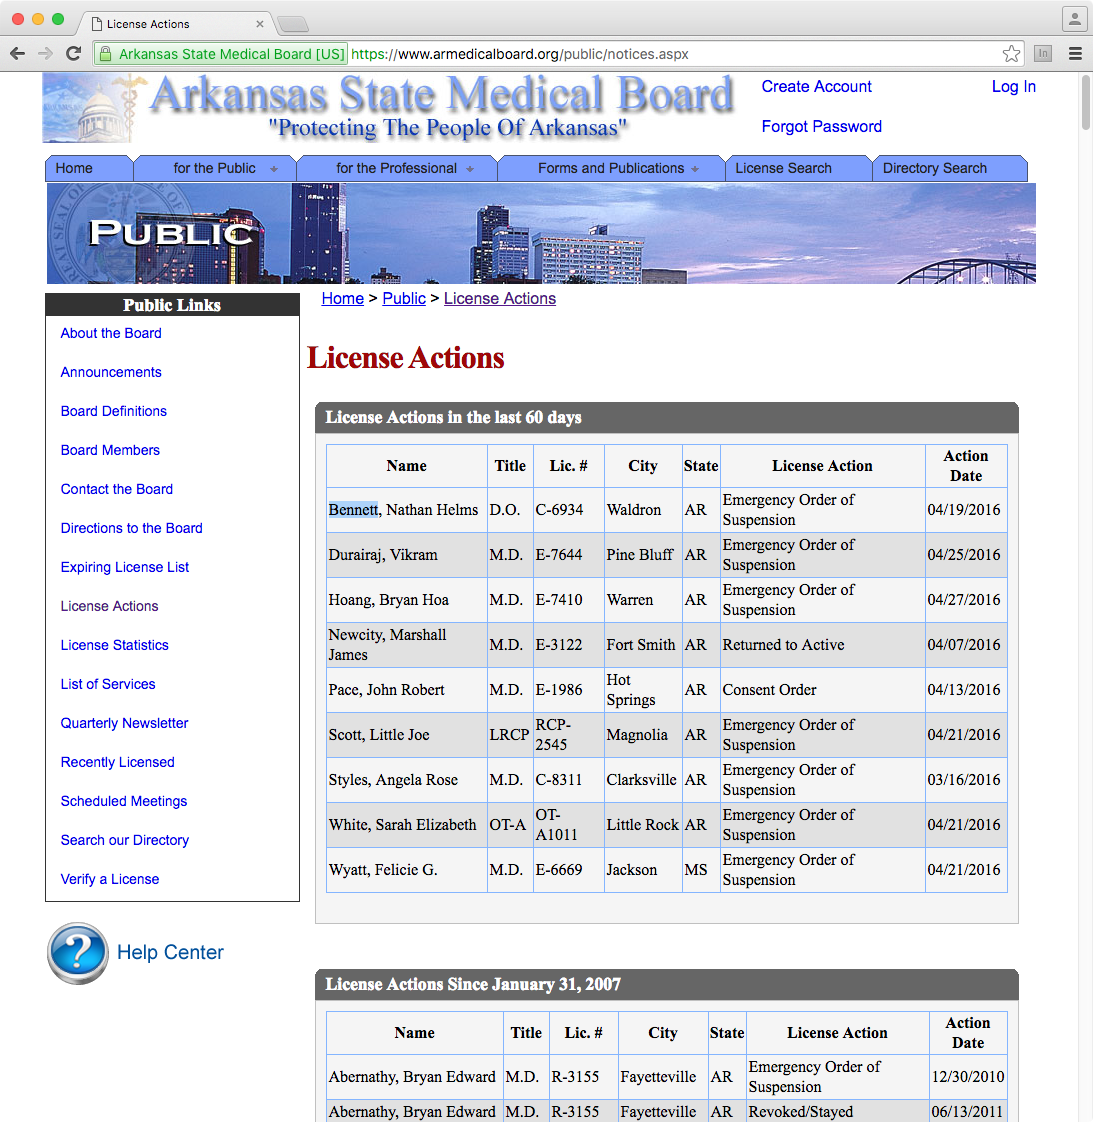 License Actions
Arkansas State Medical Board [US] https://www.armedicalboard.org/public/notices.aspx
Arkansas State Medical Board
"Protecting The People Of Arkansas"
Create Account Log In
Forgot Password
Home for the Public for the Professional Forms and Publications License Search Directory Search
PUBLIC
Public Links
About the Board
Announcements
Board Definitions
Board Members
Contact the Board
Directions to the Board
Expiring License List
License Actions
License Statistics
List of Services
Quarterly Newsletter
Recently Licensed
Scheduled Meetings
Search our Directory
Verify a License
Help Center
Home > Public > License Actions
License Actions
License Actions in the last 60 days
Name Title Lic. # City State License Action Action Date
Bennett, Nathan Helms D.O. C-6934 Waldron AR Emergency Order of Suspension 04/19/2016
Durairaj, Vikram M.D. E-7644 Pine Bluff AR Emergency Order of Suspension 04/25/2016
Hoang, Bryan Hoa M.D. E-7410 Warren AR Emergency Order of Suspension 04/27/2016
Newcity, Marshall James M.D. E-3122 Fort Smith AR Returned to Active 04/07/2016
Pace, John Robert M.D. E-1986 Hot Springs AR Consent Order 04/13/2016
Scott, Little Joe LRCP RCP-2545 Magnolia AR Emergency Order of Suspension 04/21/2016
Styles, Angela Rose M.D. C-8311 Clarksville AR Emergency Order of Suspension 03/16/2016
White, Sarah Elizabeth OT-A OT-A1011 Little Rock AR Emergency Order of Suspension 04/21/2016
Wyatt, Felicie G. M.D. E-6669 Jackson MS Emergency Order of Suspension 04/21/2016
License Actions Since January 31, 2007
Name Title Lic. # City State License Action Action Date
Abernathy, Bryan Edward M.D. R-3155 Fayetteville AR Emergency Order of Suspension 12/30/2010
Abernathy, Bryan Edward M.D. R-3155 Fayetteville AR Revoked/Stayed 06/13/2011